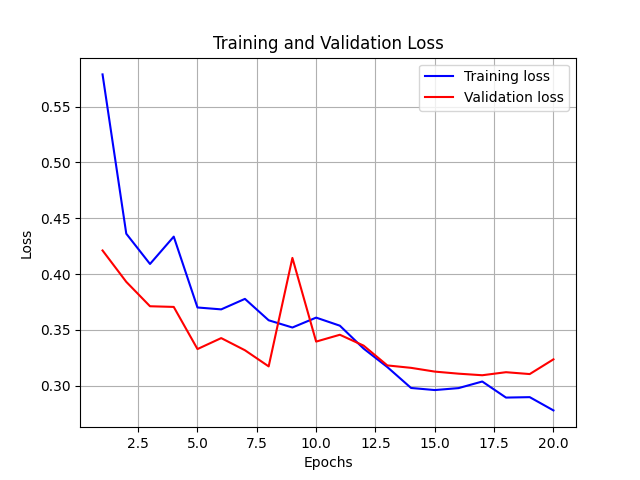 Training and Validation Loss
Training loss
Validation loss
Loss
0.55
0.50
0.45
0.40
0.35
0.30
2.5 5.0 7.5 10.0 12.5 15.0 17.5 20.0
Epochs